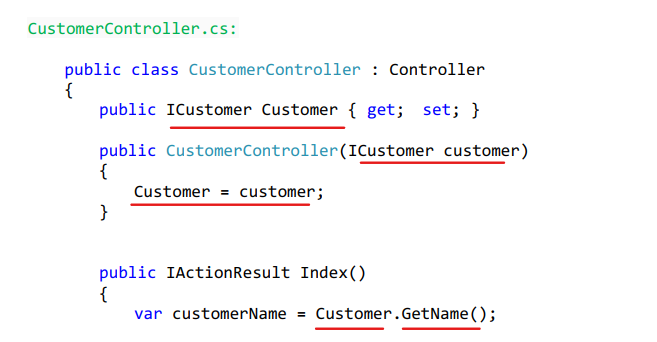 CustomerController.cs:
public class CustomerController : Controller
{
public ICustomer Customer { get;  set; }
public CustomerController(ICustomer customer)
{
Customer = customer;
}
public IActionResult Index()
{
var customerName = Customer.GetName();